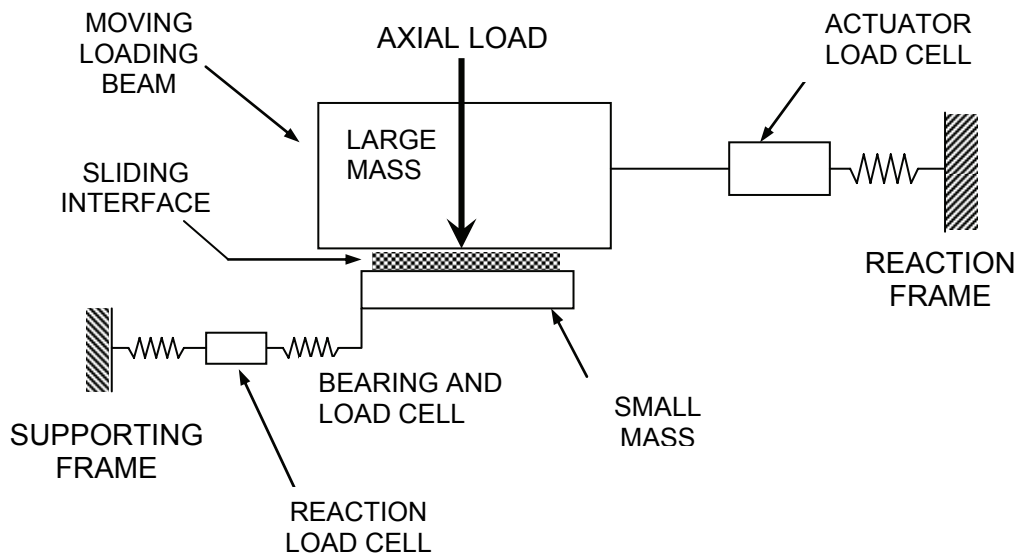 MOVING
LOADING
BEAM
AXIAL LOAD
ACTUATOR
LOAD CELL
LARGE
MASS
SLIDING
INTERFACE
REACTION
FRAME
BEARING AND
LOAD CELL
SMALL
MASS
SUPPORTING
FRAME
REACTION
LOAD CELL